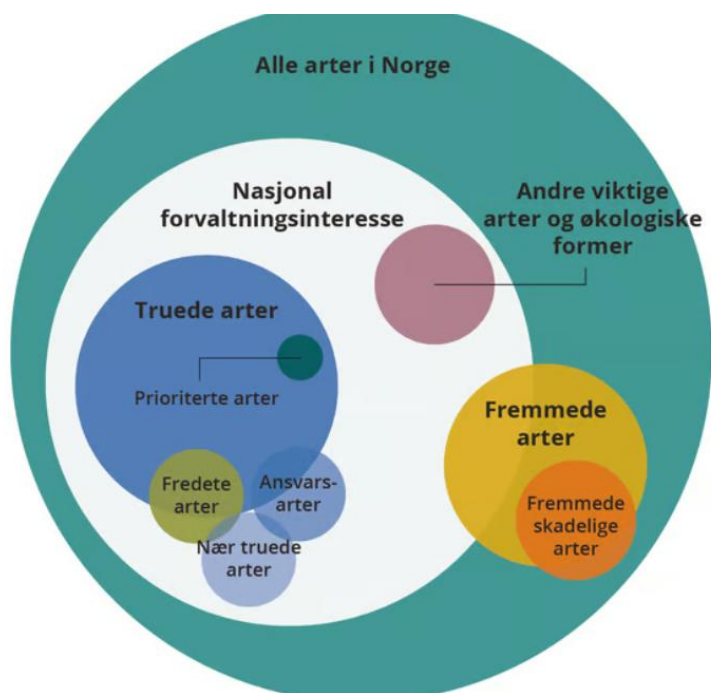 Alle arter i Norge
Nasjonal
forvaltningsinteresse
Andre viktige
arter og økologiske
former
Truede arter
Prioriterte arter
Fremmede
arter
Fredete
arter
Ansvars-
arter
Fremmede
skadelige
arter
Nær truede
arter